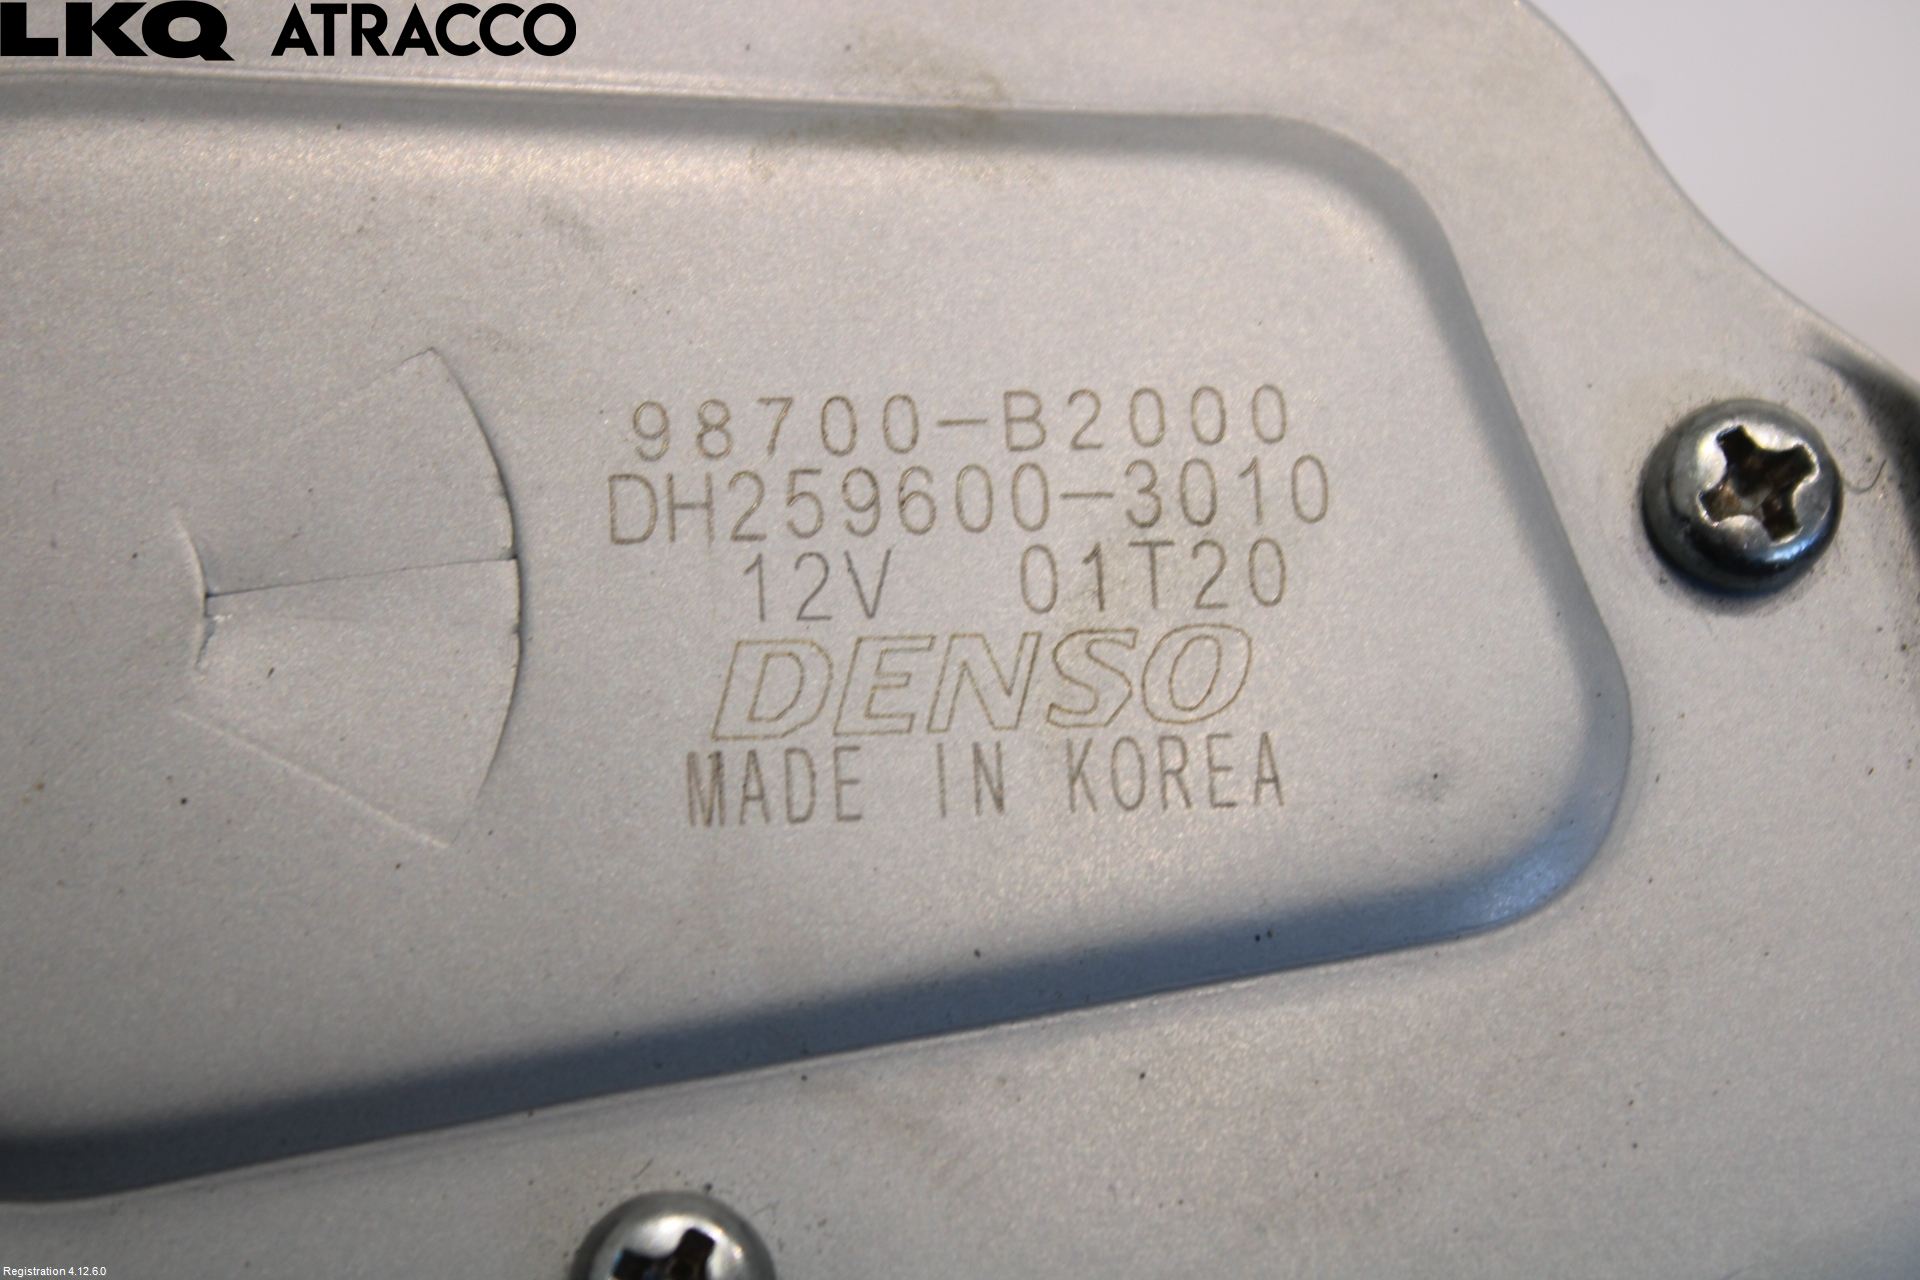 LKQ ATRACCO
98700-B2000
DH259600-3010
12V 01T20
DENSO
MADE IN KOREA
Registration 4.12.6.0